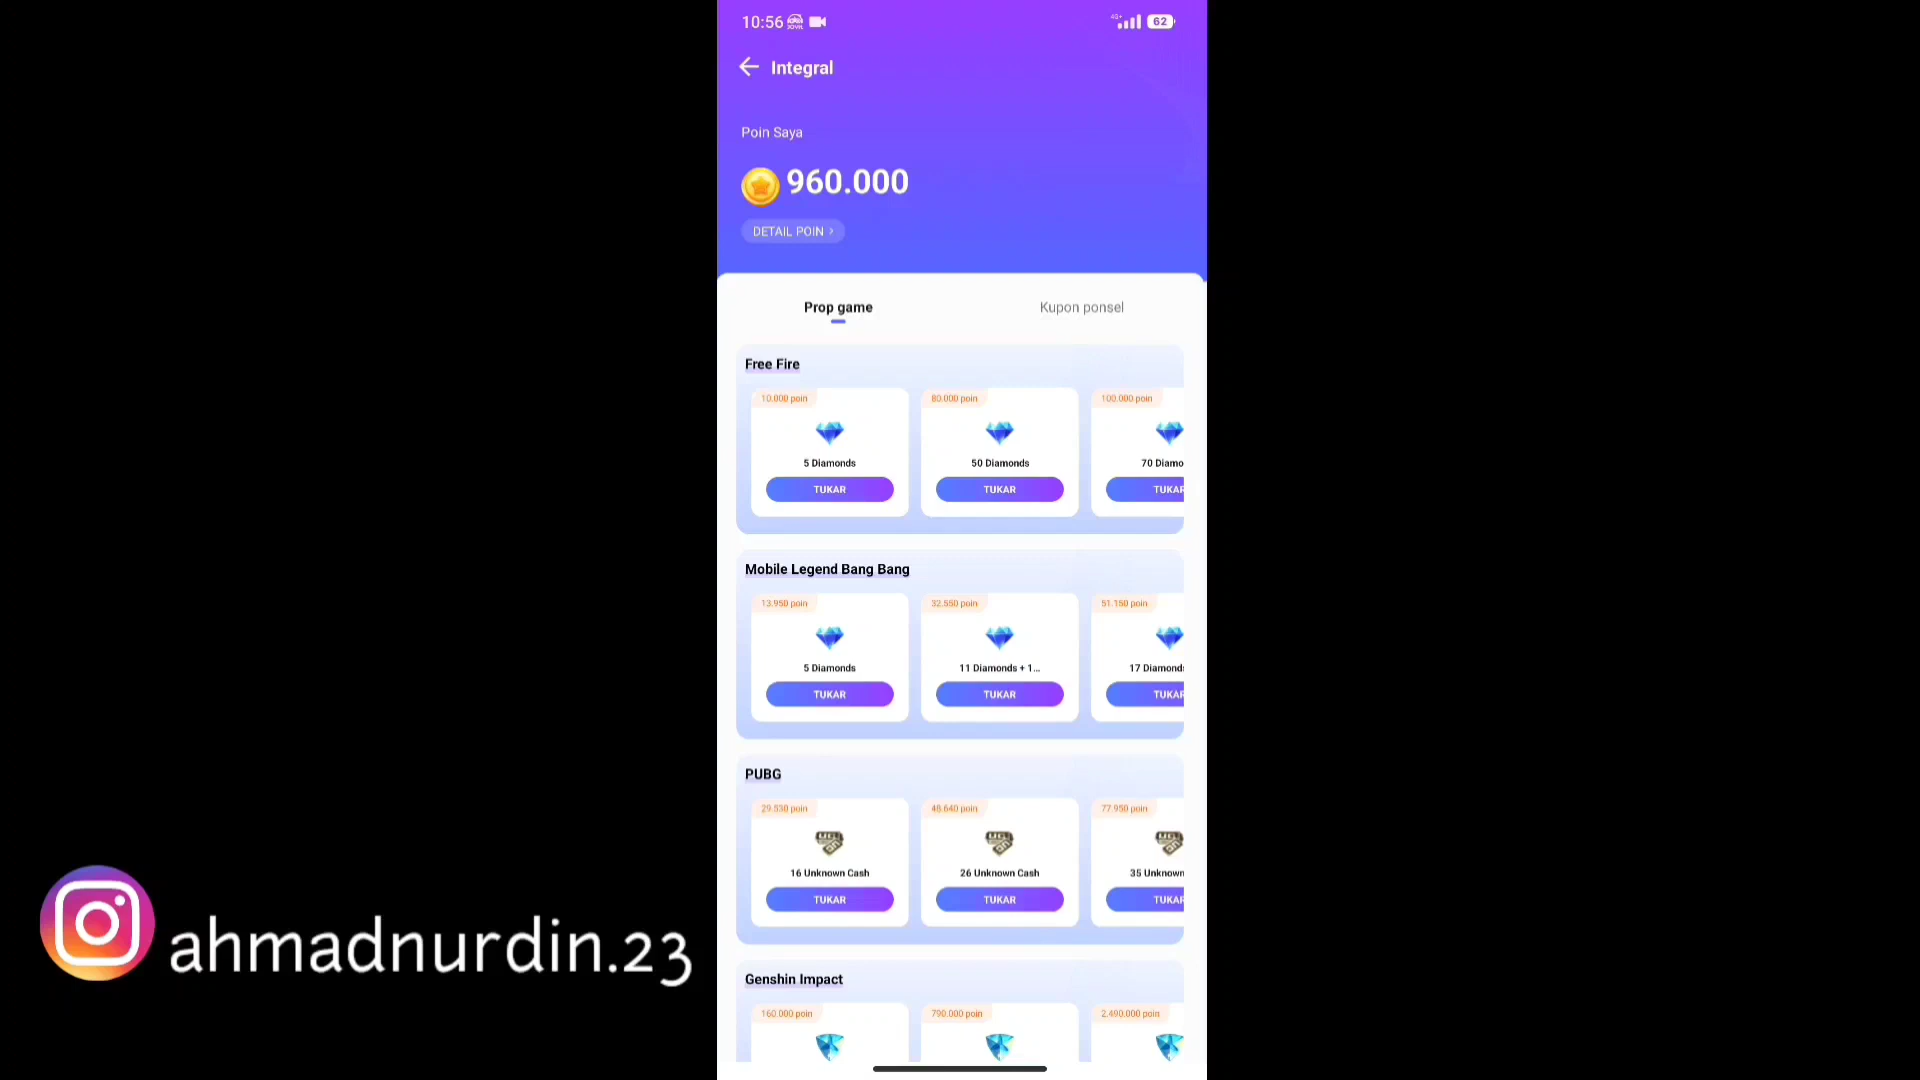 10:56
4G+
62
Integral
Poin Saya
960.000
DETAIL POIN
Prop game
Kupon ponsel
Free Fire
10.000 poin
80.000 poin
100.000 poin
5 Diamonds
50 Diamonds
70 Diamo
TUKAR
TUKAR
TUKAR
Mobile Legend Bang Bang
13.950 poin
32.550 poin
51.150 poin
5 Diamonds
11 Diamonds + 1...
17 Diamonds
TUKAR
TUKAR
TUKAR
PUBG
29.530 poin
48.640 poin
77.950 poin
16 Unknown Cash
26 Unknown Cash
35 Unknown
TUKAR
TUKAR
TUKAR
Genshin Impact
160.000 poin
790.000 poin
2.490.000 poin
ahmadnurdin.23